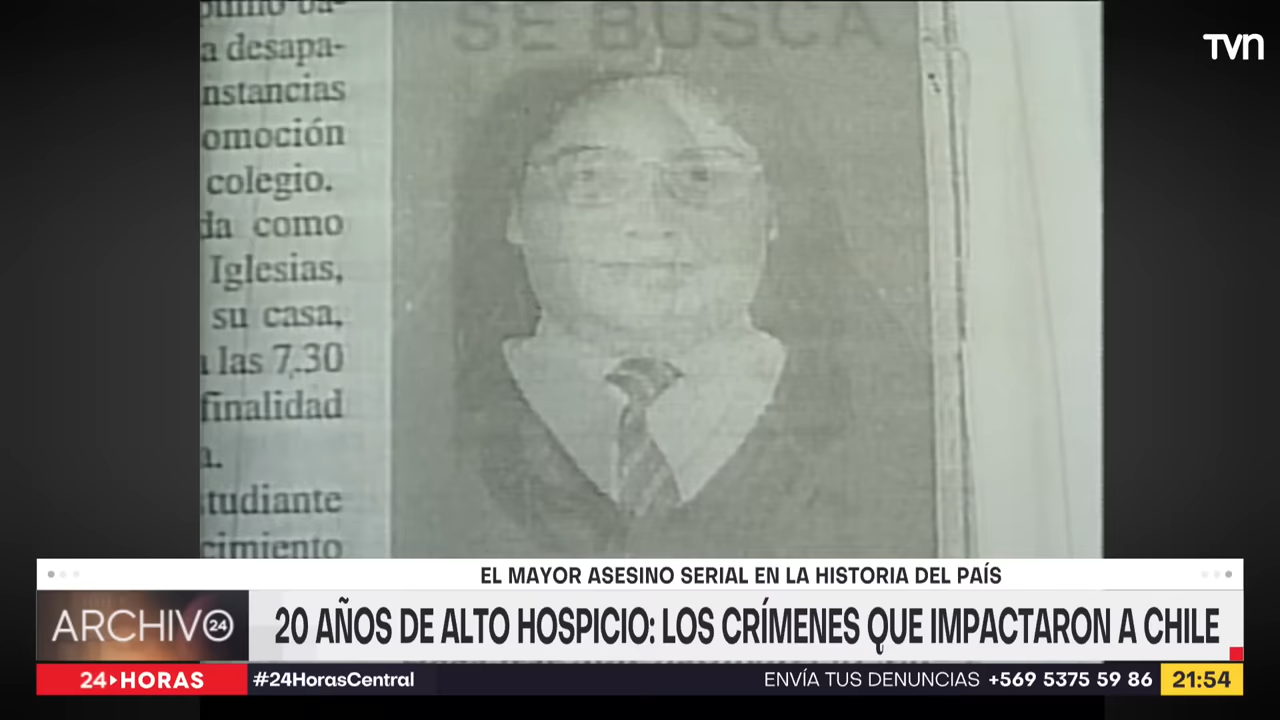 SE BUSCA
a desapa-
nstancias
omoción
colegio.
da como
Iglesias,
su casa,
las 7.30
finalidad
a.
tudiante
cimiento
TVN
EL MAYOR ASESINO SERIAL EN LA HISTORIA DEL PAÍS
ARCHIVO 24
20 AÑOS DE ALTO HOSPICIO: LOS CRÍMENES QUE IMPACTARON A CHILE
24 HORAS
#24HorasCentral
ENVÍA TUS DENUNCIAS +569 5375 59 86
21:54